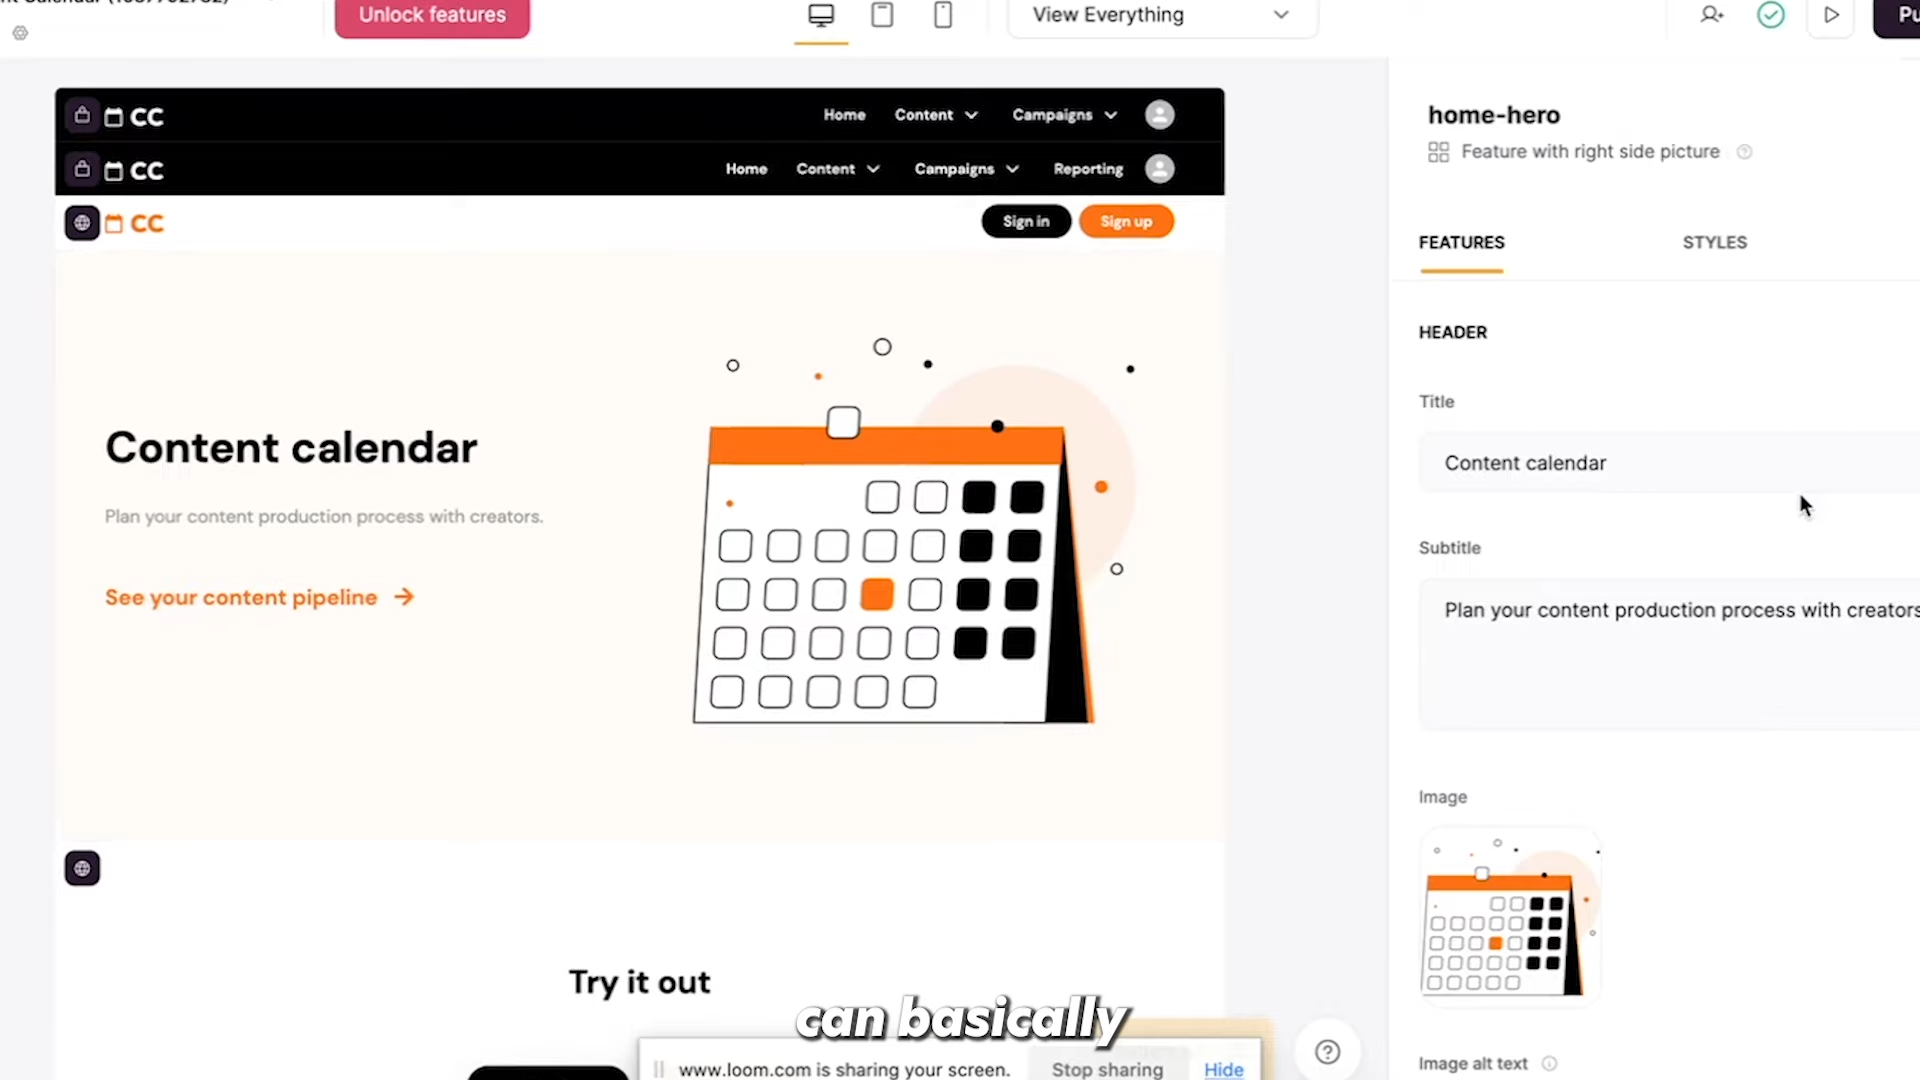 Unlock features
View Everything
CC
Home
Content
Campaigns
CC
Home
Content
Campaigns
Reporting
CC
Sign in
Sign up
Content calendar
Plan your content production process with creators.
See your content pipeline
Try it out
can basically
www.loom.com is sharing your screen.
Stop sharing
Hide
home-hero
Feature with right side picture
FEATURES
STYLES
HEADER
Title
Content calendar
Subtitle
Plan your content production process with creators
Image
Image alt text